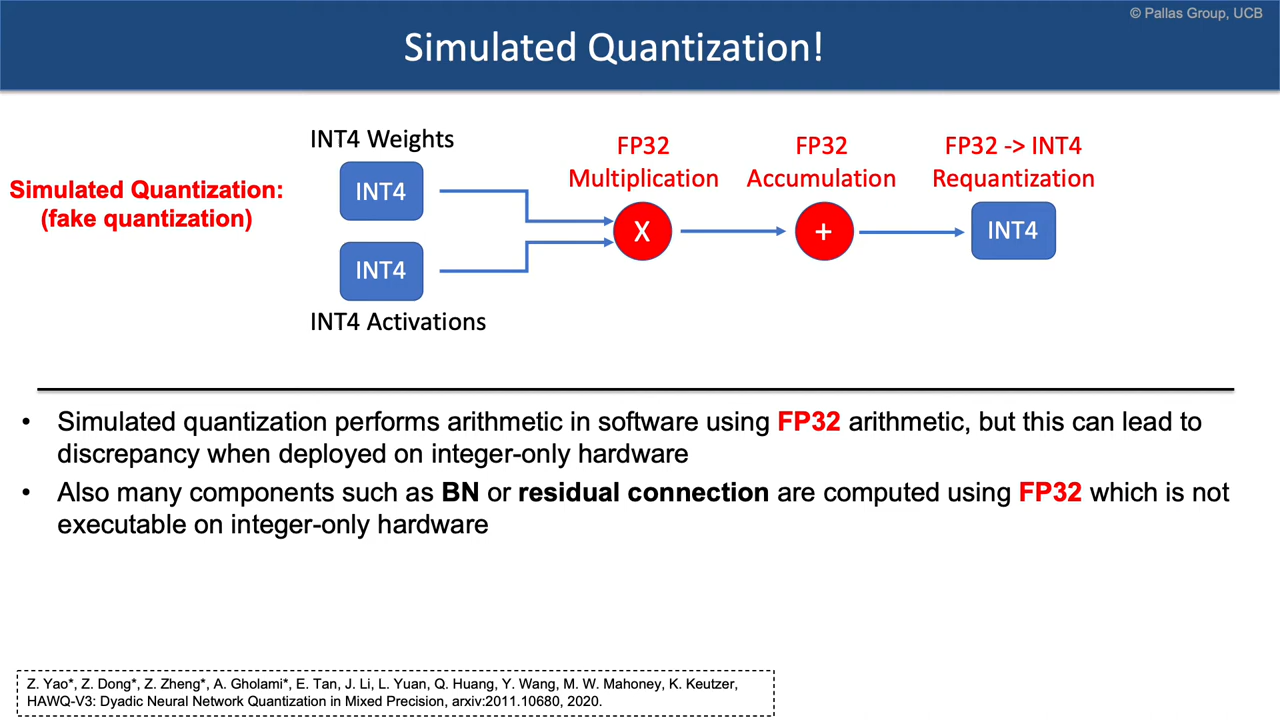 © Pallas Group, UCB
Simulated Quantization!
INT4 Weights
FP32
Multiplication
FP32
Accumulation
FP32 -> INT4
Requantization
Simulated Quantization:
(fake quantization)
INT4
INT4
X
+
INT4
INT4 Activations
• Simulated quantization performs arithmetic in software using FP32 arithmetic, but this can lead to
discrepancy when deployed on integer-only hardware
• Also many components such as BN or residual connection are computed using FP32 which is not
executable on integer-only hardware
Z. Yao*, Z. Dong*, Z. Zheng*, A. Gholami*, E. Tan, J. Li, L. Yuan, Q. Huang, Y. Wang, M. W. Mahoney, K. Keutzer,
HAWQ-V3: Dyadic Neural Network Quantization in Mixed Precision, arxiv:2011.10680, 2020.